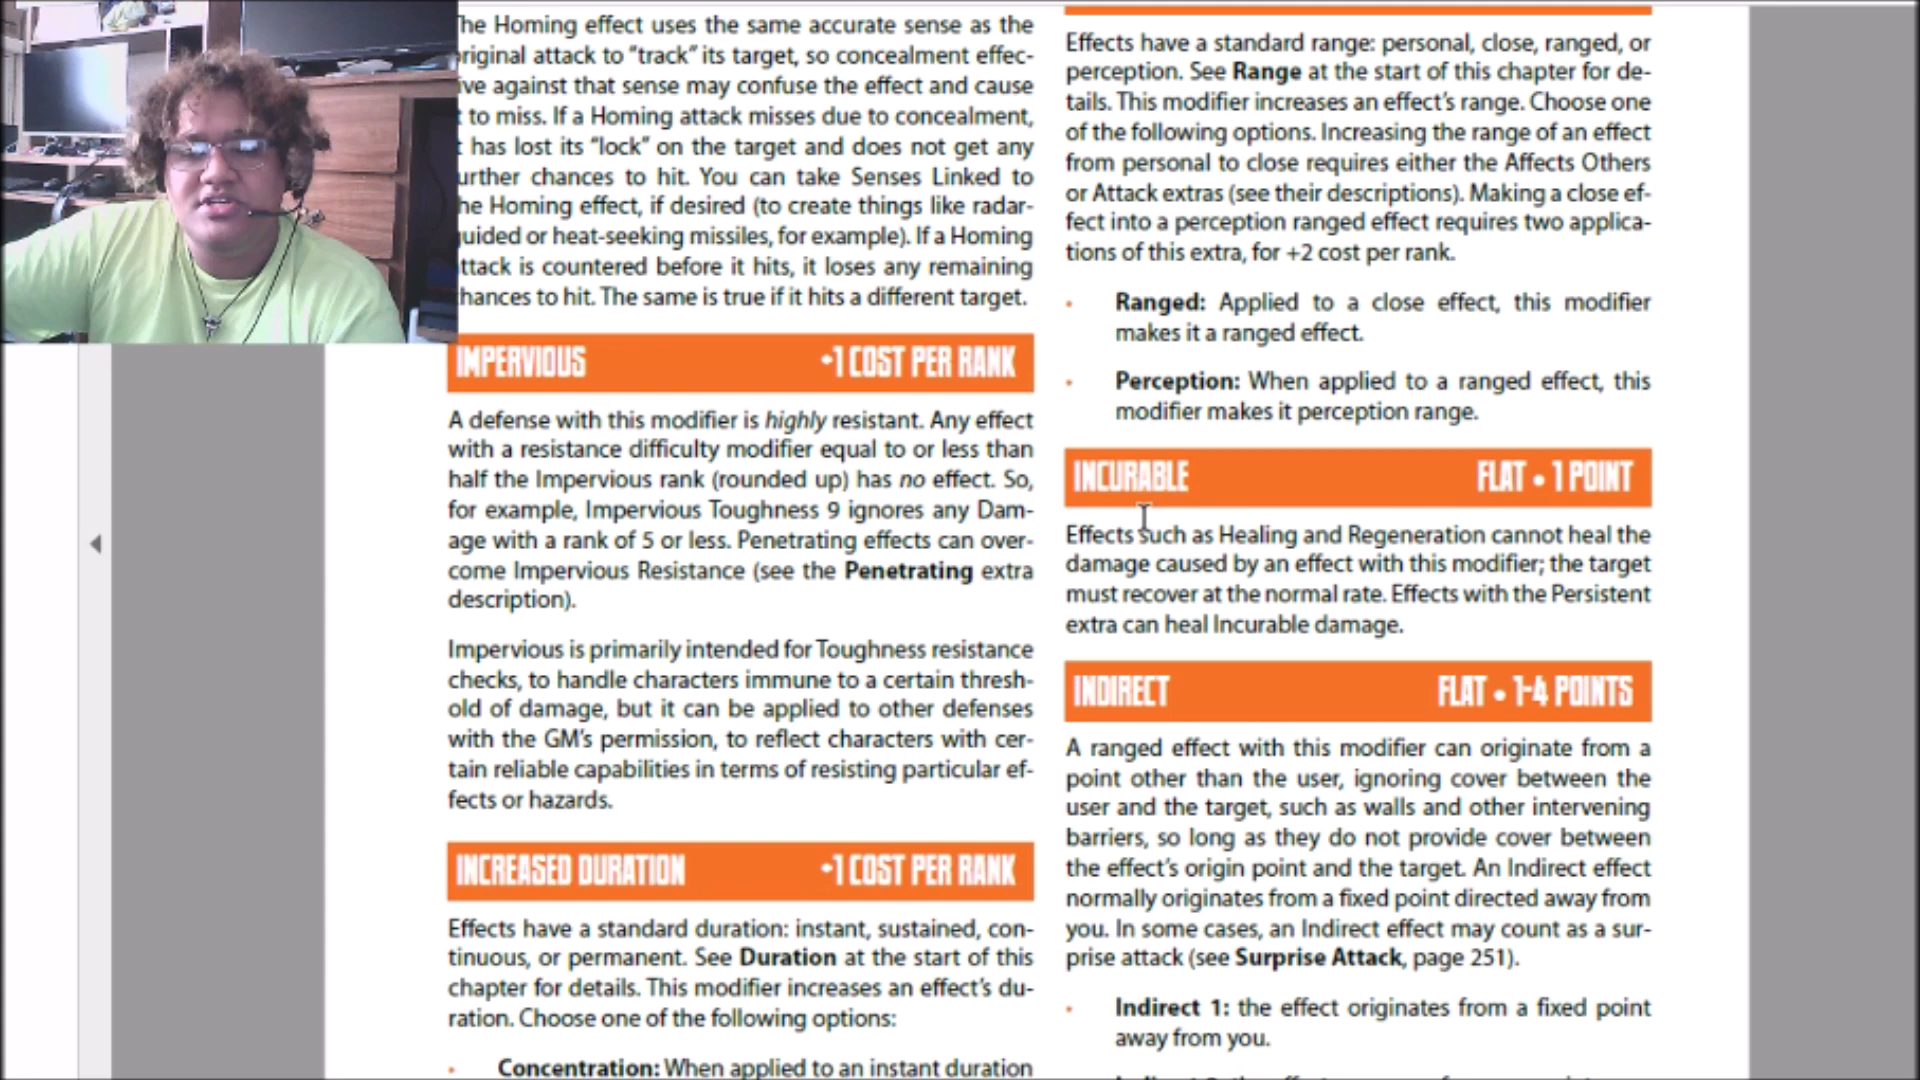 he Homing effect uses the same accurate sense as the
riginal attack to “track” its target, so concealment effec-
ve against that sense may confuse the effect and cause
to miss. If a Homing attack misses due to concealment,
has lost its “lock” on the target and does not get any
urther chances to hit. You can take Senses Linked to
he Homing effect, if desired (to create things like radar-
uided or heat-seeking missiles, for example). If a Homing
ttack is countered before it hits, it loses any remaining
hances to hit. The same is true if it hits a different target.
IMPERVIOUS +1 COST PER RANK
A defense with this modifier is highly resistant. Any effect
with a resistance difficulty modifier equal to or less than
half the Impervious rank (rounded up) has no effect. So,
for example, Impervious Toughness 9 ignores any Dam-
age with a rank of 5 or less. Penetrating effects can over-
come Impervious Resistance (see the Penetrating extra
description).
Impervious is primarily intended for Toughness resistance
checks, to handle characters immune to a certain thresh-
old of damage, but it can be applied to other defenses
with the GM’s permission, to reflect characters with cer-
tain reliable capabilities in terms of resisting particular ef-
fects or hazards.
INCREASED DURATION +1 COST PER RANK
Effects have a standard duration: instant, sustained, con-
tinuous, or permanent. See Duration at the start of this
chapter for details. This modifier increases an effect’s du-
ration. Choose one of the following options:
• Concentration: When applied to an instant duration
Effects have a standard range: personal, close, ranged, or
perception. See Range at the start of this chapter for de-
tails. This modifier increases an effect’s range. Choose one
of the following options. Increasing the range of an effect
from personal to close requires either the Affects Others
or Attack extras (see their descriptions). Making a close ef-
fect into a perception ranged effect requires two applica-
tions of this extra, for +2 cost per rank.
• Ranged: Applied to a close effect, this modifier
makes it a ranged effect.
• Perception: When applied to a ranged effect, this
modifier makes it perception range.
INCURABLE FLAT • 1 POINT
Effects such as Healing and Regeneration cannot heal the
damage caused by an effect with this modifier; the target
must recover at the normal rate. Effects with the Persistent
extra can heal Incurable damage.
INDIRECT FLAT • 1-4 POINTS
A ranged effect with this modifier can originate from a
point other than the user, ignoring cover between the
user and the target, such as walls and other intervening
barriers, so long as they do not provide cover between
the effect’s origin point and the target. An Indirect effect
normally originates from a fixed point directed away from
you. In some cases, an Indirect effect may count as a sur-
prise attack (see Surprise Attack, page 251).
• Indirect 1: the effect originates from a fixed point
away from you.